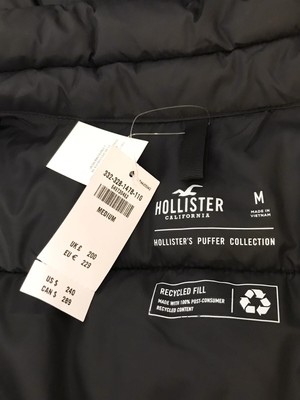 332-328-1478-110
MEDIUM
UK £ 200
EU € 229
US $ 240
CAN $ 289
HOLLISTER
CALIFORNIA
M
MADE IN
VIETNAM
HOLLISTER'S PUFFER COLLECTION
RECYCLED FILL
MADE WITH 100% POST-CONSUMER
RECYCLED CONTENT